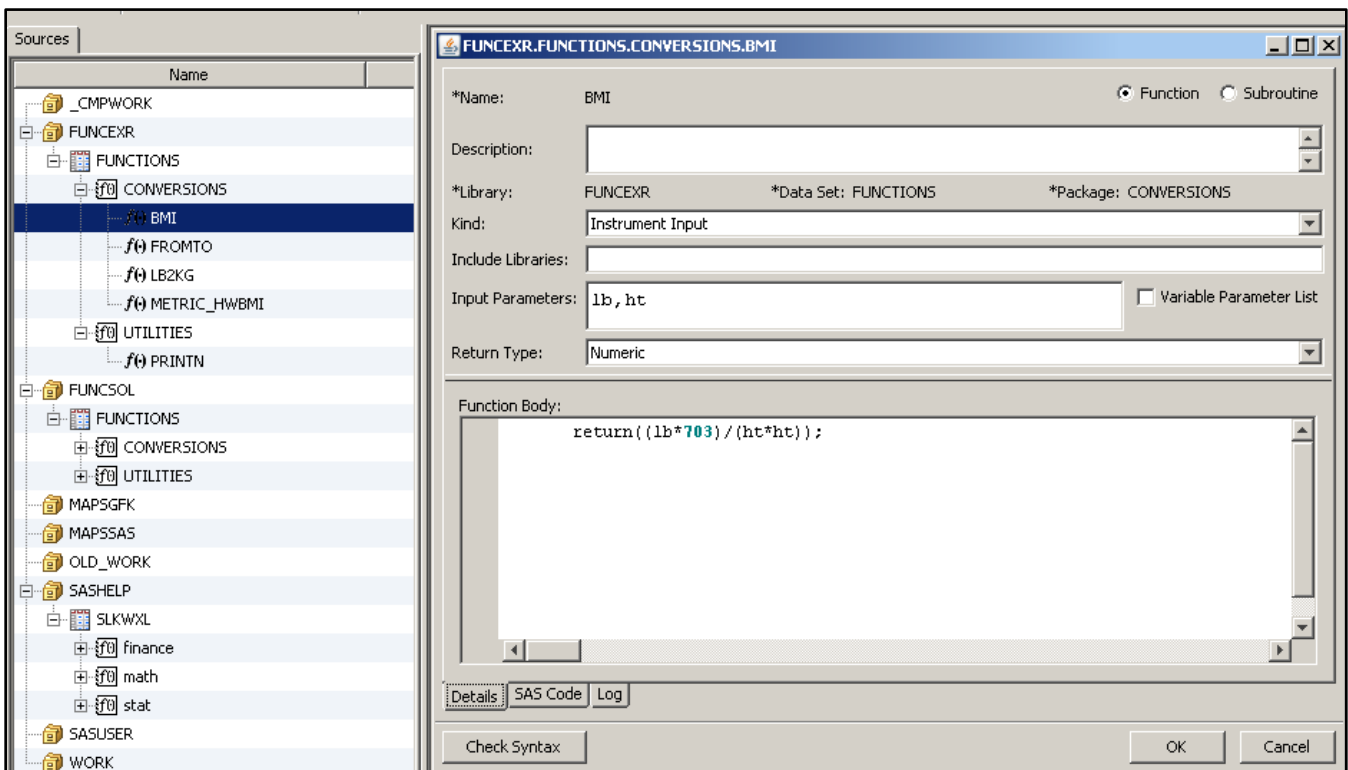 Sources
Name
_CMPWORK
FUNCEXR
FUNCTIONS
CONVERSIONS
BMI
f(·) FROMTO
f(·) LB2KG
f(·) METRIC_HWBMI
UTILITIES
f(·) PRINTN
FUNCSOL
FUNCTIONS
CONVERSIONS
UTILITIES
MAPSGFK
MAPSSAS
OLD_WORK
SASHELP
SLKWXL
finance
math
stat
SASUSER
WORK
FUNCEXR.FUNCTIONS.CONVERSIONS.BMI
*Name: BMI Function Subroutine
Description:
*Library: FUNCEXR *Data Set: FUNCTIONS *Package: CONVERSIONS
Kind: Instrument Input
Include Libraries:
Input Parameters: lb,ht Variable Parameter List
Return Type: Numeric
Function Body:
return((lb*703)/(ht*ht));
Details SAS Code Log
Check Syntax OK Cancel